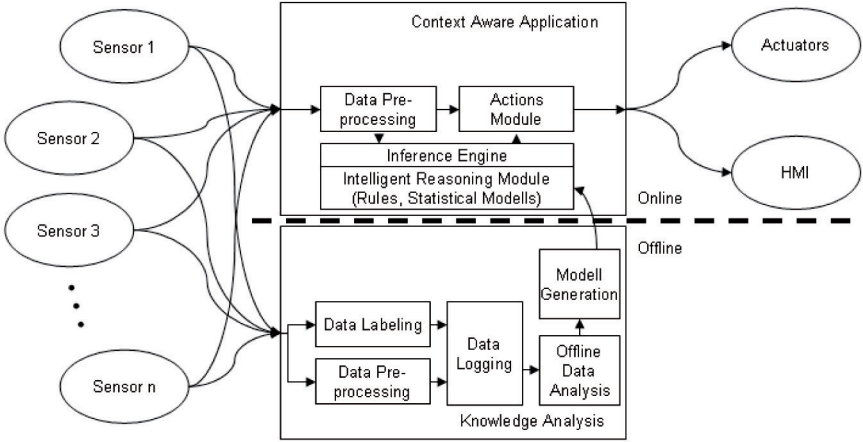 Context Aware Application
Sensor 1
Actuators
Data Pre-
processing
Actions
Module
Sensor 2
Inference Engine
Intelligent Reasoning Module
(Rules, Statistical Modells)
HMI
Online
Sensor 3
Offline
Modell
Generation
Data Labeling
Data
Logging
Data Pre-
processing
Offline
Data
Analysis
Sensor n
Knowledge Analysis